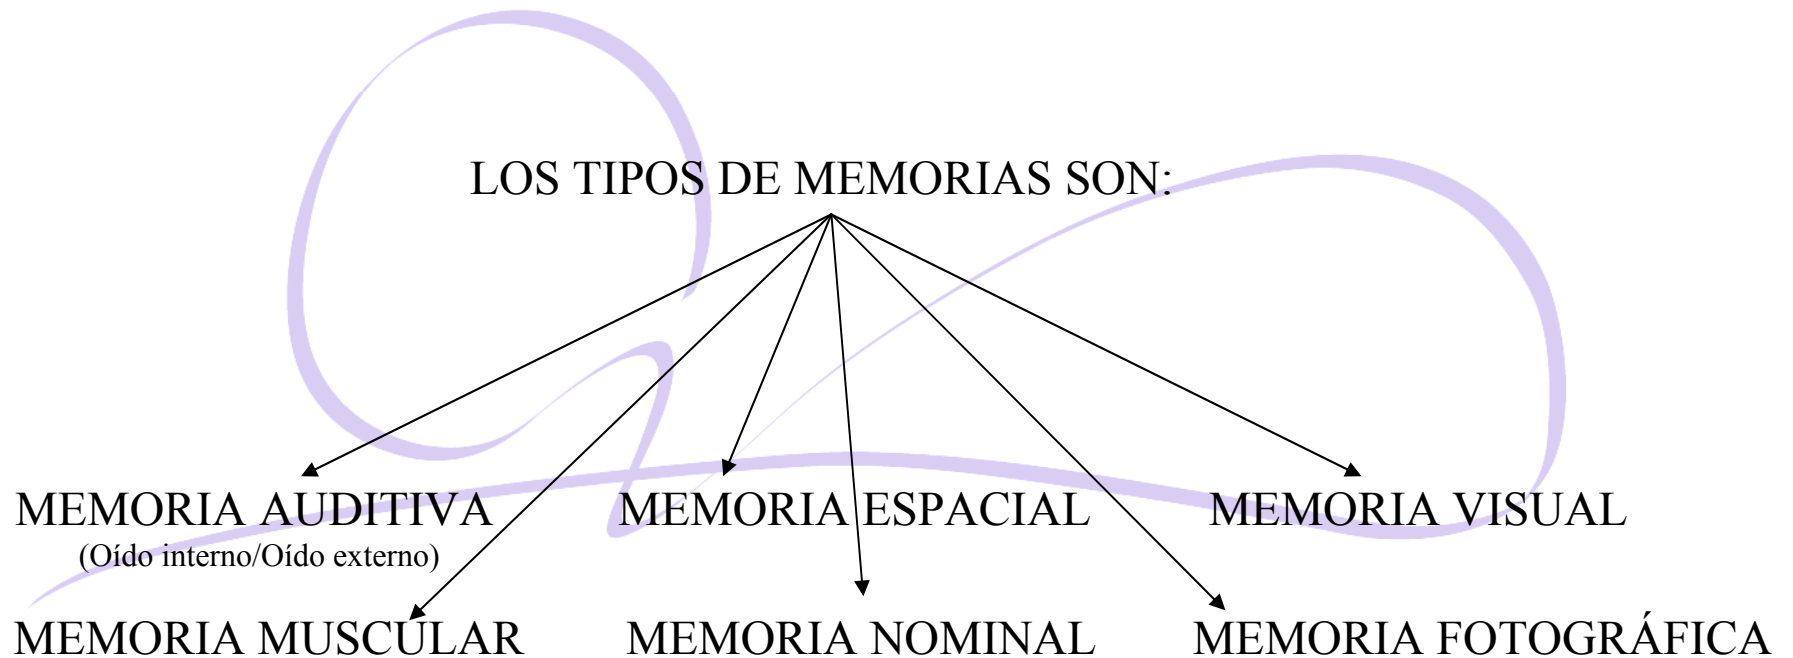 LOS TIPOS DE MEMORIAS SON:
MEMORIA AUDITIVA MEMORIA ESPACIAL MEMORIA VISUAL
(Oído interno/Oído externo)
MEMORIA MUSCULAR MEMORIA NOMINAL MEMORIA FOTOGRÁFICA